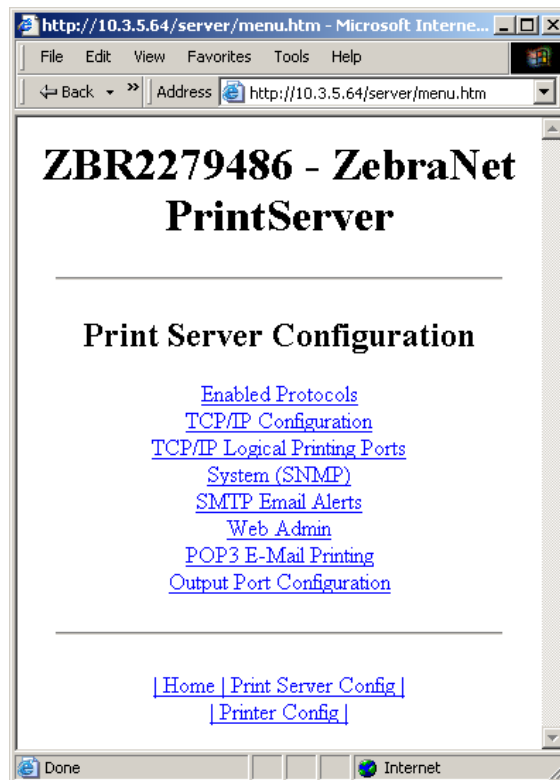 http://10.3.5.64/server/menu.htm - Microsoft Interne...
File Edit View Favorites Tools Help
Back » Address http://10.3.5.64/server/menu.htm
ZBR2279486 - ZebraNet
PrintServer
Print Server Configuration
Enabled Protocols
TCP/IP Configuration
TCP/IP Logical Printing Ports
System (SNMP)
SMTP Email Alerts
Web Admin
POP3 E-Mail Printing
Output Port Configuration
| Home | Print Server Config |
| Printer Config |
Done Internet